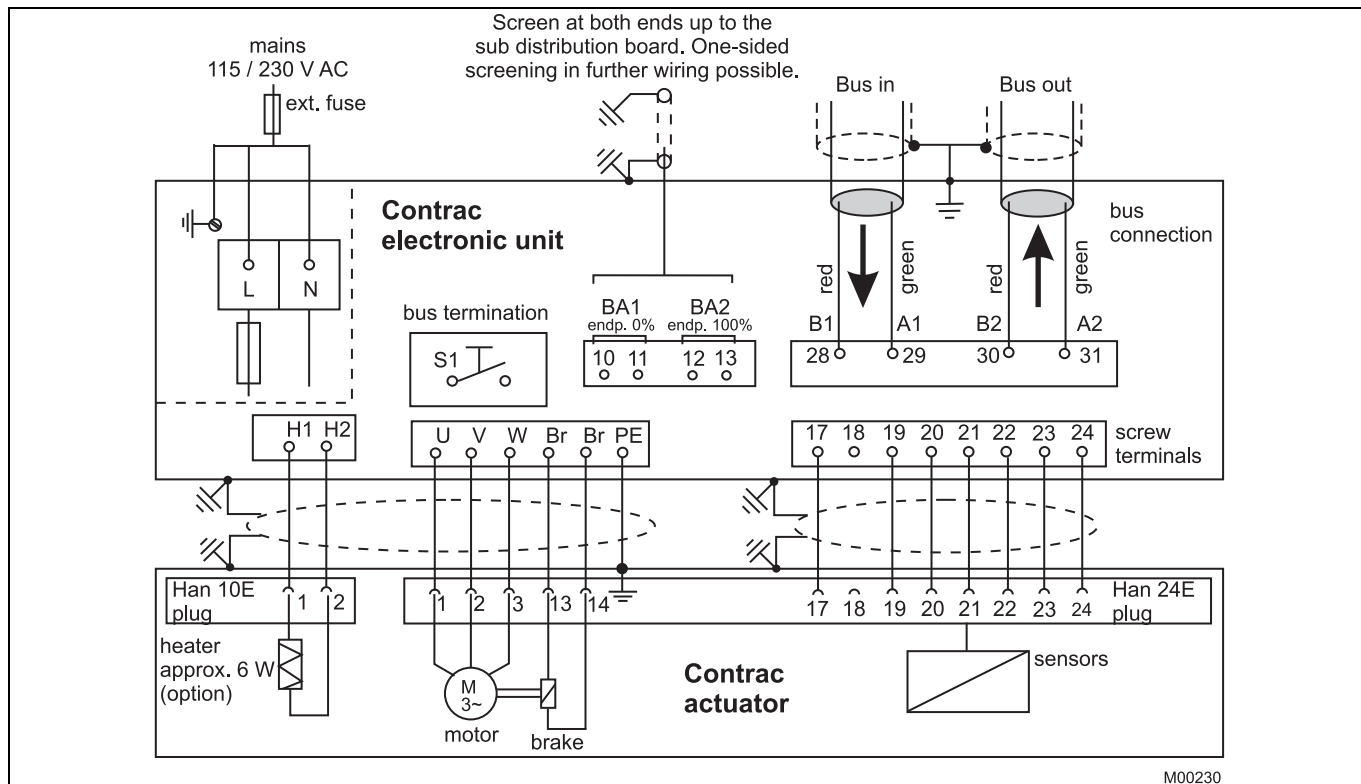 Screen at both ends up to the
sub distribution board. One-sided
screening in further wiring possible.
mains
115 / 230 V AC
ext. fuse
Bus in
Bus out
Contrac
electronic unit
bus
connection
L
N
red
green
red
green
bus termination
S1
BA1
endp. 0%
BA2
endp. 100%
10 11 12 13
B1
A1
B2
A2
28
29
30
31
H1 H2
U V W Br Br PE
17 18 19 20 21 22 23 24
screw
terminals
Han 10E
plug
1 2
1 2 3 13 14
17 18 19 20 21 22 23 24
Han 24E
plug
heater
approx. 6 W
(option)
M
3~
motor
brake
Contrac
actuator
sensors
M00230